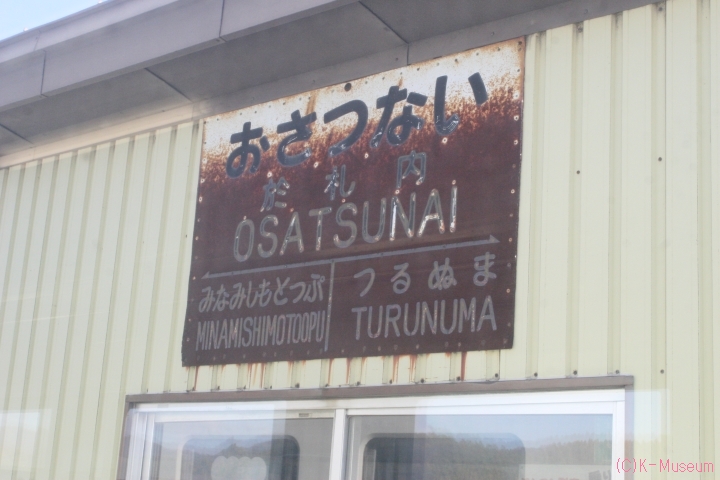 おさつない
於札内
OSATSUNAI
みなみしもとつぷ つるぬま
MINAMISHIMOTOOPU TURUNUMA
(C)K-Museum